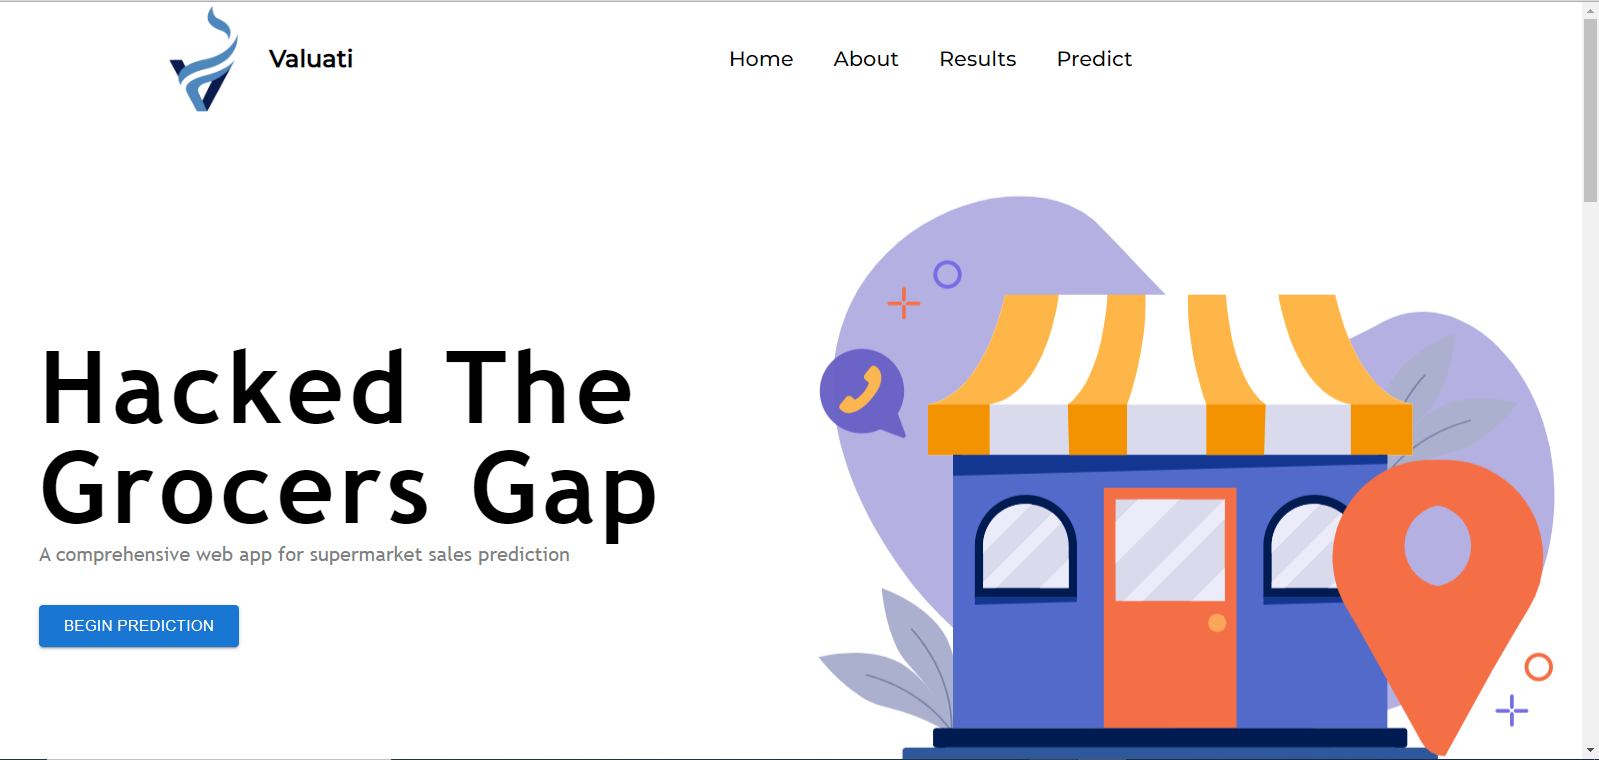 Valuati
Home About Results Predict
Hacked The
Grocers Gap
A comprehensive web app for supermarket sales prediction
BEGIN PREDICTION